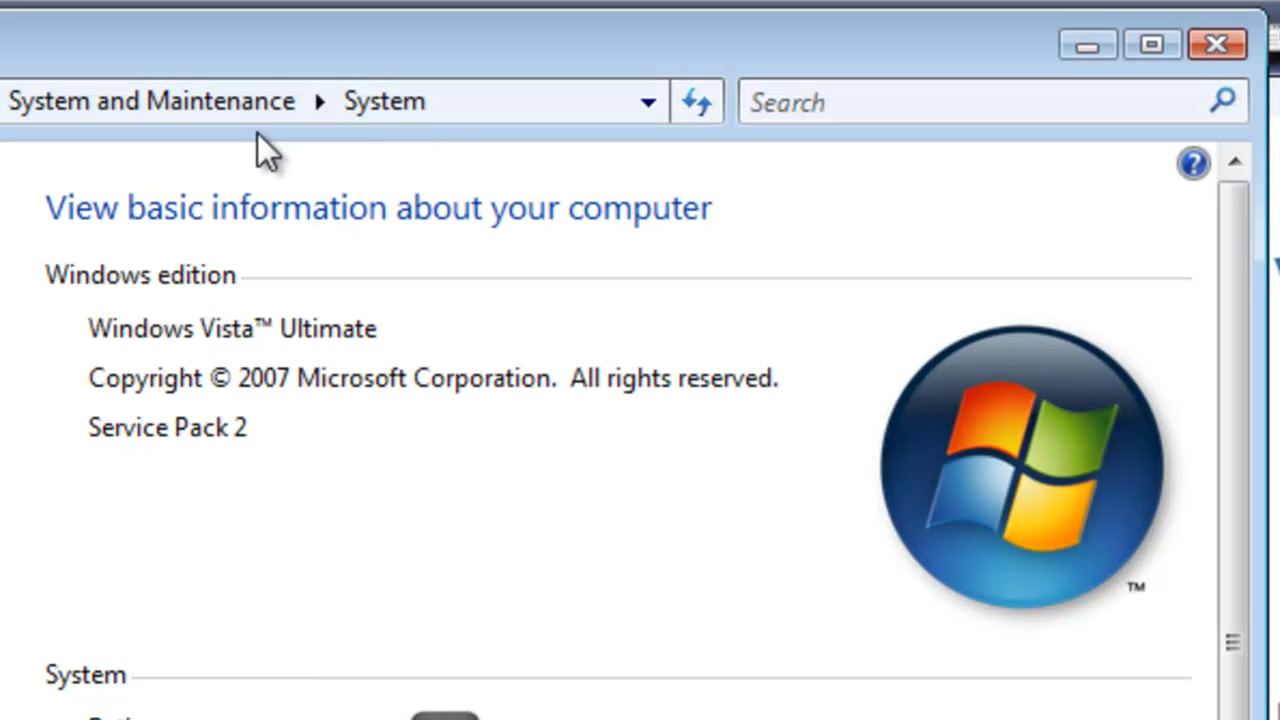 System and Maintenance ▸ System
Search
View basic information about your computer
Windows edition
Windows Vista™ Ultimate
Copyright © 2007 Microsoft Corporation. All rights reserved.
Service Pack 2
TM
System